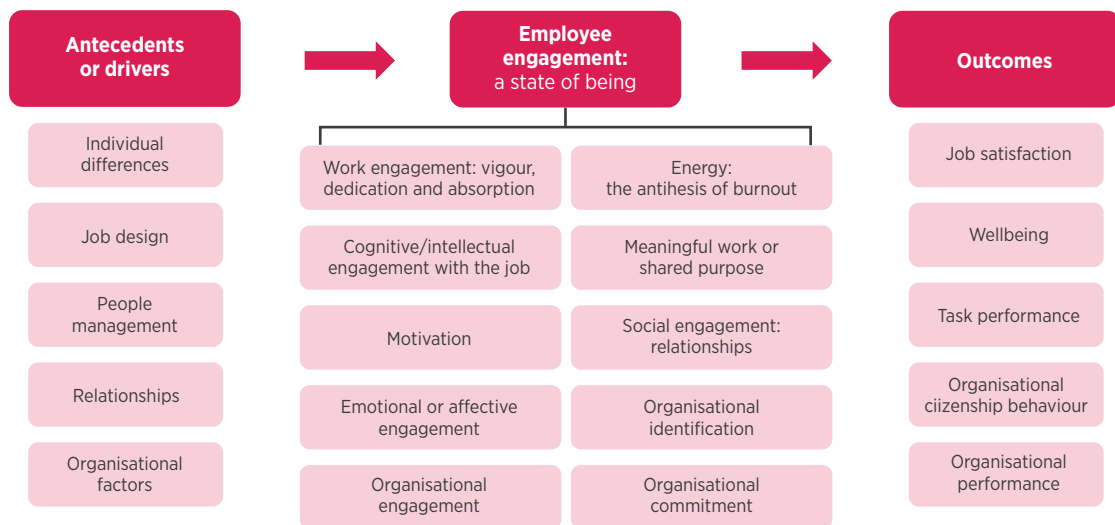 Antecedents
or drivers
Employee
engagement:
a state of being
Outcomes
Individual
differences
Job design
People
management
Relationships
Organisational
factors
Work engagement: vigour,
dedication and absorption
Energy:
the antihesis of burnout
Cognitive/intellectual
engagement with the job
Meaningful work or
shared purpose
Motivation
Social engagement:
relationships
Emotional or affective
engagement
Organisational
identification
Organisational
engagement
Organisational
commitment
Job satisfaction
Wellbeing
Task performance
Organisational
ciizenship behaviour
Organisational
performance